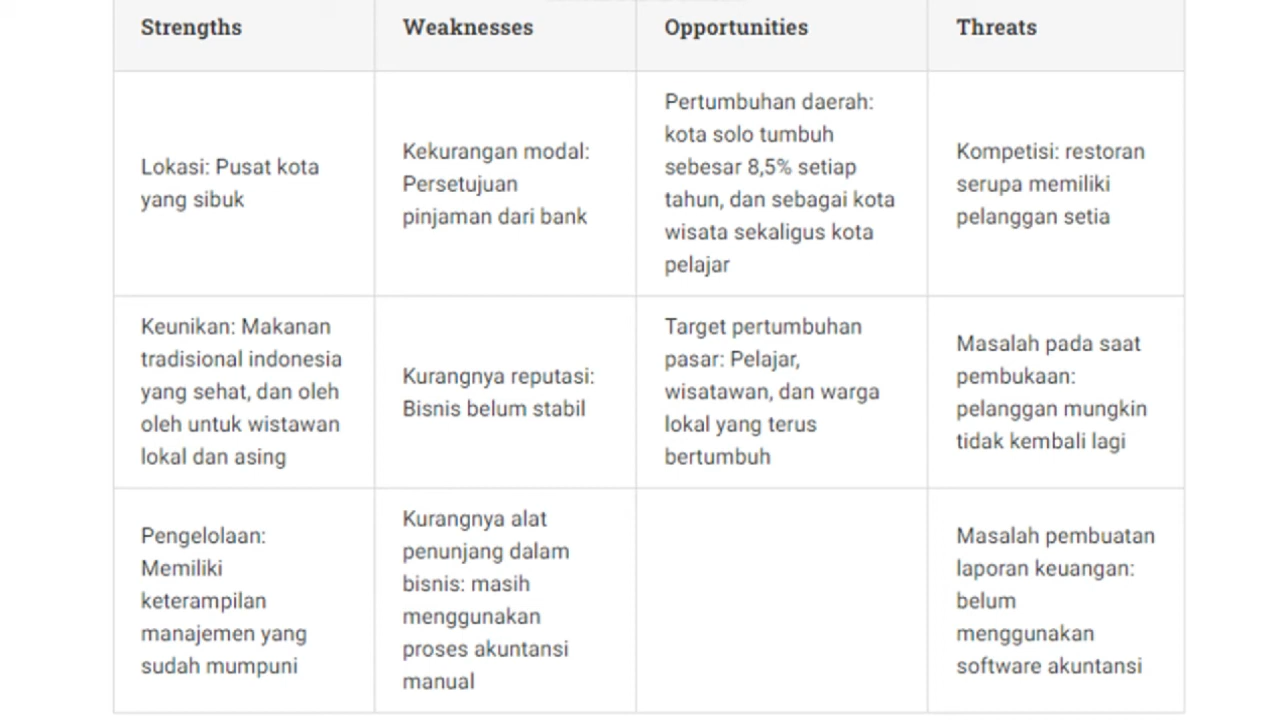 Strengths
Weaknesses
Opportunities
Threats
Lokasi: Pusat kota
yang sibuk
Kekurangan modal:
Persetujuan
pinjaman dari bank
Pertumbuhan daerah:
kota solo tumbuh
sebesar 8,5% setiap
tahun, dan sebagai kota
wisata sekaligus kota
pelajar
Kompetisi: restoran
serupa memiliki
pelanggan setia
Keunikan: Makanan
tradisional indonesia
yang sehat, dan oleh
oleh untuk wistawan
lokal dan asing
Kurangnya reputasi:
Bisnis belum stabil
Target pertumbuhan
pasar: Pelajar,
wisatawan, dan warga
lokal yang terus
bertumbuh
Masalah pada saat
pembukaan:
pelanggan mungkin
tidak kembali lagi
Pengelolaan:
Memiliki
keterampilan
manajemen yang
sudah mumpuni
Kurangnya alat
penunjang dalam
bisnis: masih
menggunakan
proses akuntansi
manual
Masalah pembuatan
laporan keuangan:
belum
menggunakan
software akuntansi